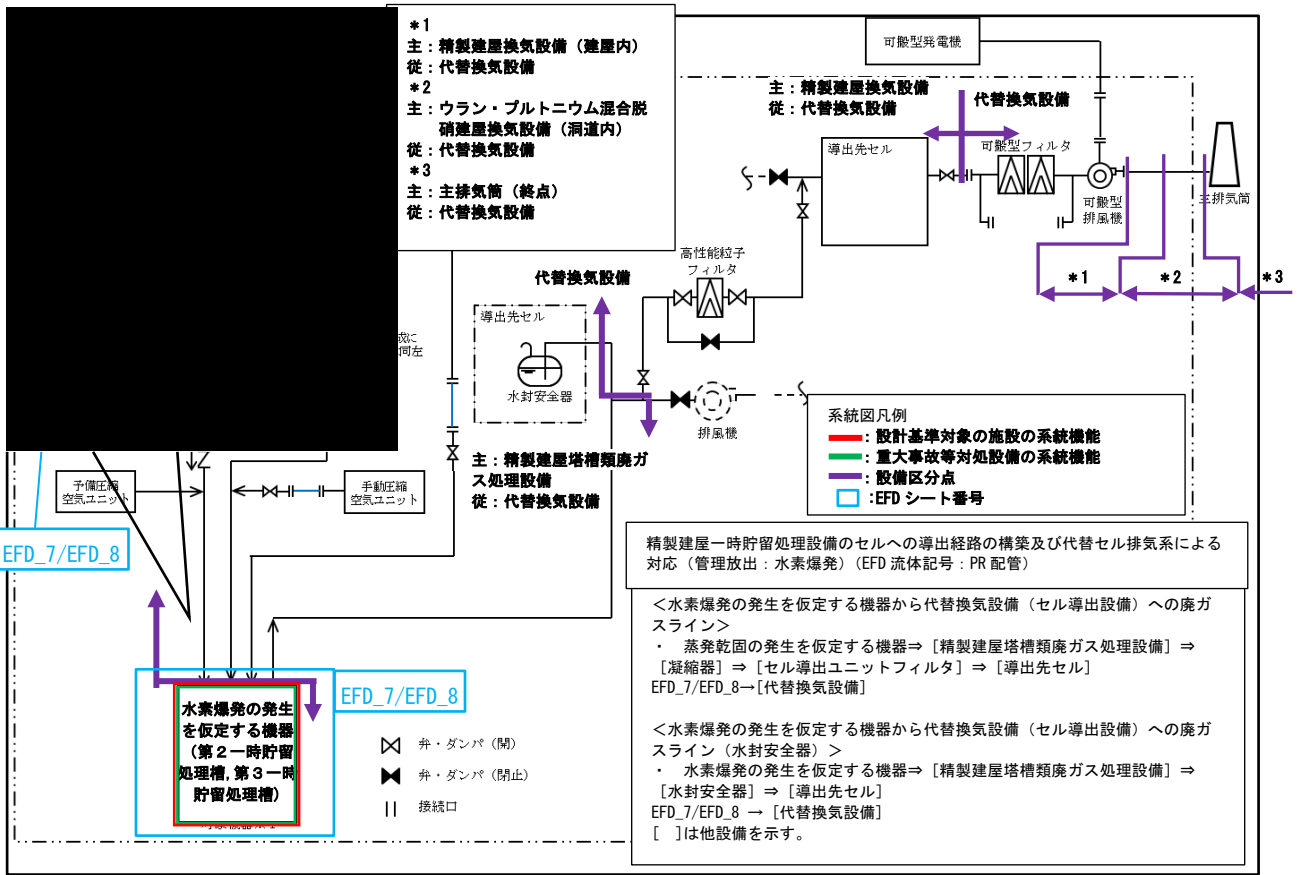 *1
主：精製建屋換気設備（建屋内）
従：代替換気設備
*2
主：ウラン・プルトニウム混合脱
硝建屋換気設備（洞道内）
従：代替換気設備
*3
主：主排気筒（終点）
従：代替換気設備
可搬型発電機
主：精製建屋換気設備
従：代替換気設備
代替換気設備
導出先セル
可搬型フィルタ
可搬型
排風機
主排気筒
*1
*2
*3
高性能粒子
フィルタ
代替換気設備
導出先セル
水封安全器
排風機
成に
同左
主：精製建屋塔槽類廃ガ
ス処理設備
従：代替換気設備
系統図凡例
：設計基準対象の施設の系統機能
：重大事故等対処設備の系統機能
：設備区分点
：EFD シート番号
予備圧縮
空気ユニット
手動圧縮
空気ユニット
EFD_7/EFD_8
EFD_7/EFD_8
水素爆発の発生
を仮定する機器
（第２一時貯留
処理槽，第３一時
貯留処理槽）
弁・ダンパ（開）
弁・ダンパ（閉止）
接続口
精製建屋一時貯留処理設備のセルへの導出経路の構築及び代替セル排気系による
対応（管理放出：水素爆発）（EFD 流体記号：PR 配管）
＜水素爆発の発生を仮定する機器から代替換気設備（セル導出設備）への廃ガ
スライン＞
・ 蒸発乾固の発生を仮定する機器⇒［精製建屋塔槽類廃ガス処理設備］⇒
［凝縮器］⇒［セル導出ユニットフィルタ］⇒［導出先セル］
EFD_7/EFD_8→［代替換気設備］
＜水素爆発の発生を仮定する機器から代替換気設備（セル導出設備）への廃ガ
スライン（水封安全器）＞
・ 水素爆発の発生を仮定する機器⇒［精製建屋塔槽類廃ガス処理設備］⇒
［水封安全器］⇒［導出先セル］
EFD_7/EFD_8 → ［代替換気設備］
［ ］は他設備を示す。